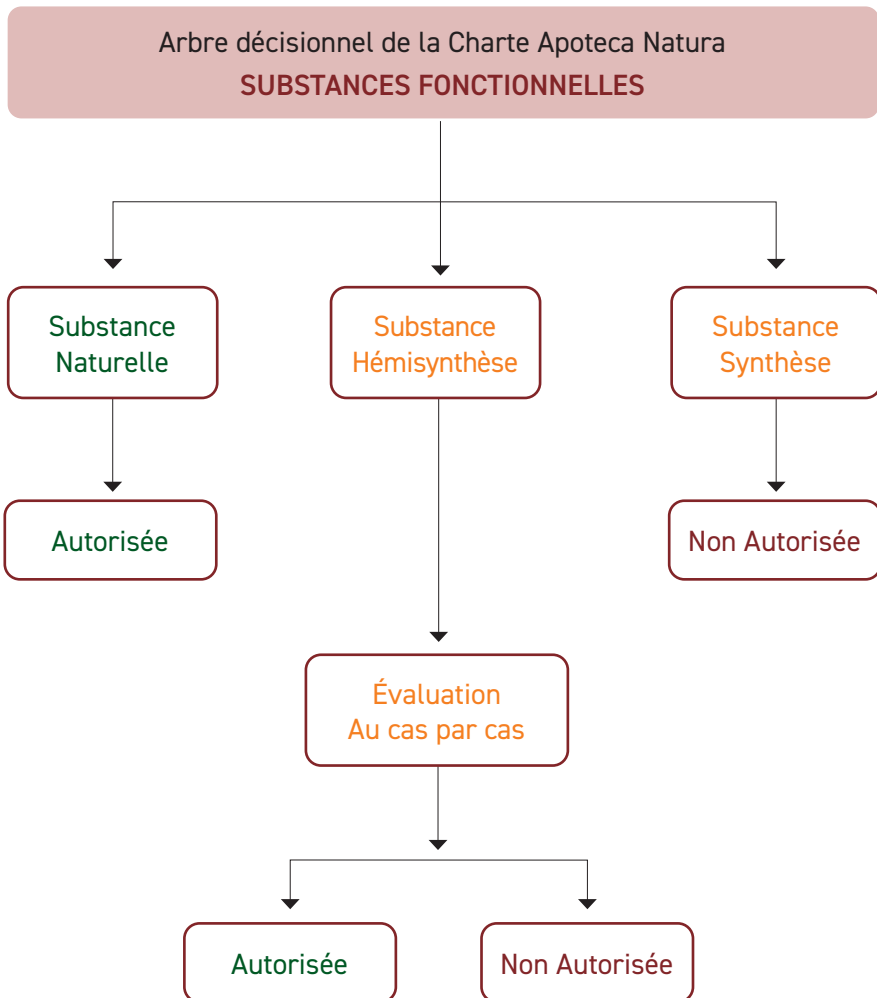 Arbre décisionnel de la Charte Apoteca Natura
SUBSTANCES FONCTIONNELLES
Substance
Naturelle
Substance
Hémisynthèse
Substance
Synthèse
Autorisée
Non Autorisée
Évaluation
Au cas par cas
Autorisée
Non Autorisée